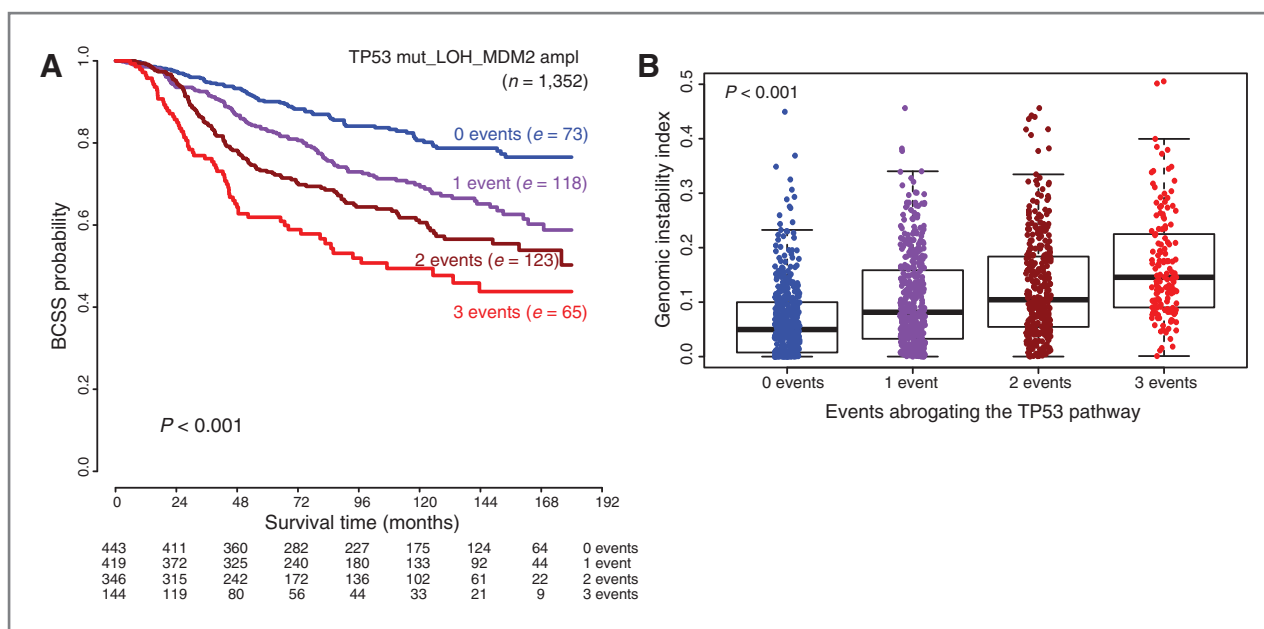 A
TP53 mut_LOH_MDM2 ampl
(n = 1,352)
BCSS probability
1.0
0.8
0.6
0.4
0.2
0.0
0 events (e = 73)
1 event (e = 118)
2 events (e = 123)
3 events (e = 65)
P < 0.001
0 24 48 72 96 120 144 168 192
Survival time (months)
443 411 360 282 227 175 124 64 0 events
419 372 325 240 180 133 92 44 1 event
346 315 242 172 136 102 61 22 2 events
144 119 80 56 44 33 21 9 3 events
B
P < 0.001
Genomic instability index
0.5
0.4
0.3
0.2
0.1
0.0
0 events 1 event 2 events 3 events
Events abrogating the TP53 pathway